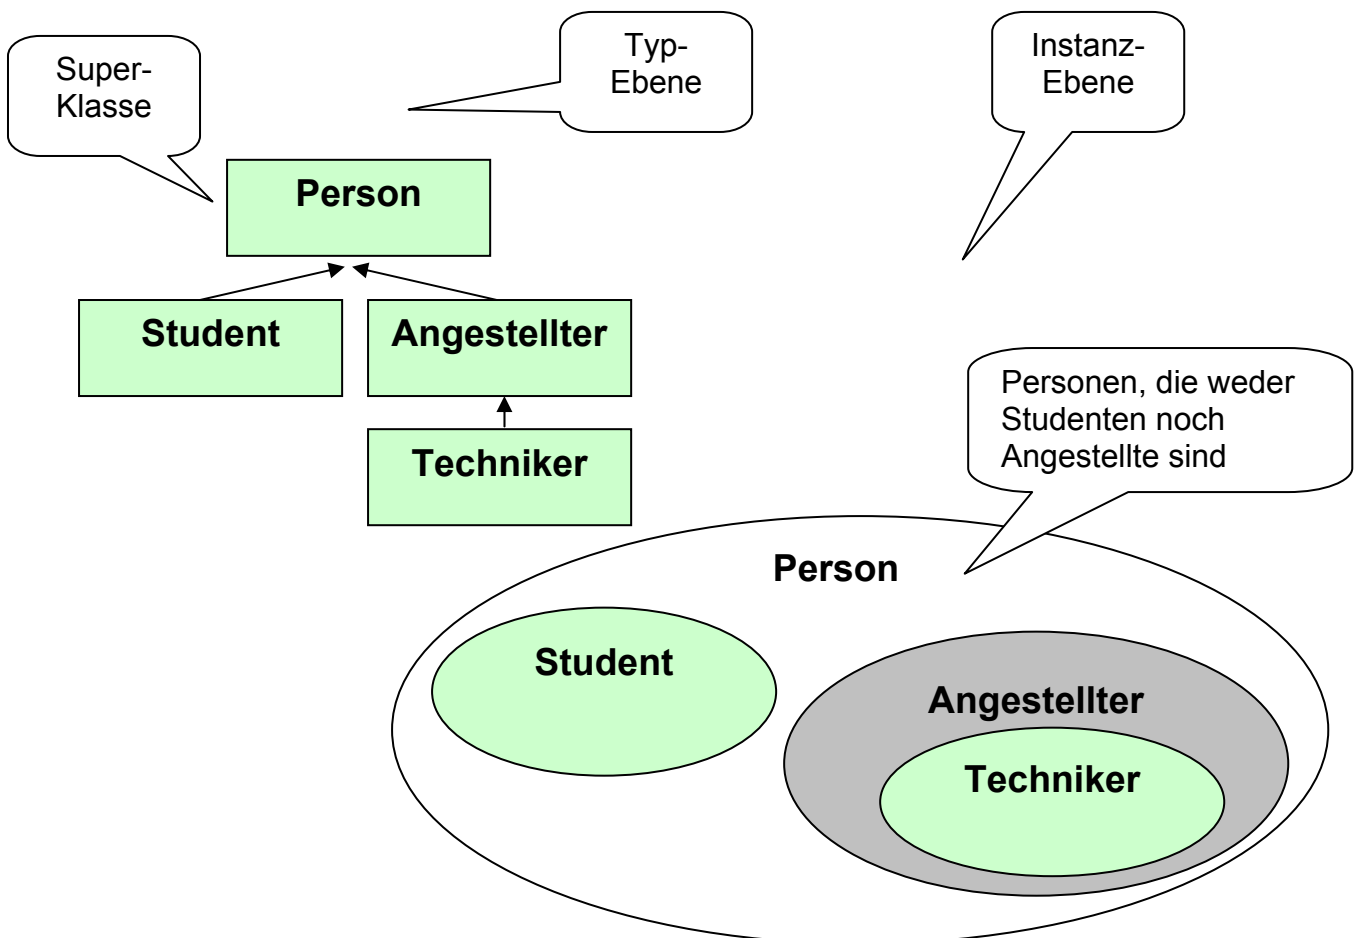 Super-
Klasse
Typ-
Ebene
Instanz-
Ebene
Person
Student
Angestellter
Techniker
Personen, die weder
Studenten noch
Angestellte sind
Person
Student
Angestellter
Techniker